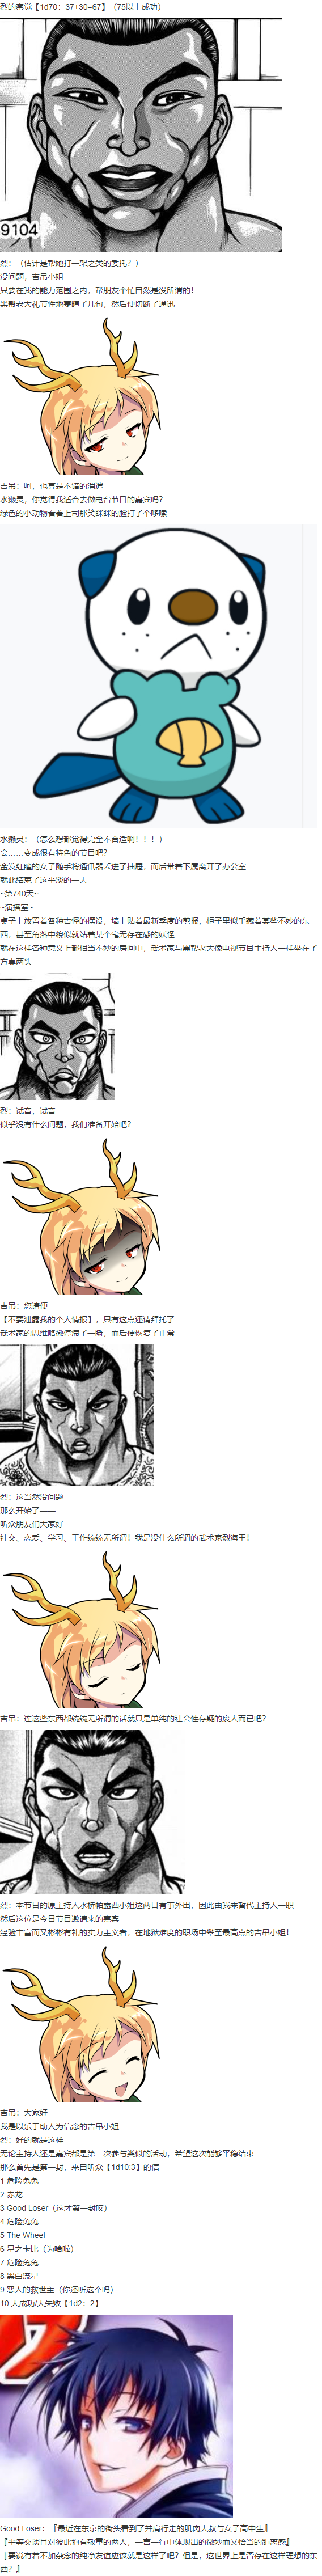 烈的察觉【1d70：37+30=67】（75以上成功）
9104
烈：（估计是帮她打一架之类的委托？）
没问题，吉吊小姐
只要在我的能力范围之内，帮朋友个忙自然是没所谓的！
黑帮老大礼节性地寒暄了几句，然后便切断了通讯
吉吊：呵，也算是不错的消遣
水獭灵，你觉得我适合去做电台节目的嘉宾吗？
绿色的小动物看着上司那笑眯眯的脸打了个哆嗦
水獭灵：（怎么想都觉得完全不合适啊！！！）
会……变成很有特色的节目吧？
金发红瞳的女子随手将通讯器丢进了抽屉，而后带着下属离开了办公室
就此结束了这平淡的一天
~第740天~
~演播室~
桌子上放置着各种古怪的摆设，墙上贴着最新季度的剪报，柜子里似乎藏着某些不妙的东
西，甚至角落中貌似就站着某个毫无存在感的妖怪
就在这样各种意义上都相当不妙的房间中，武术家与黑帮老大像电视节目主持人一样坐在了
方桌两头
烈：试音，试音
似乎没有什么问题，我们准备开始吧？
吉吊：您请便
【不要泄露我的个人情报】，只有这点还请拜托了
武术家的思维略微停滞了一瞬，而后便恢复了正常
烈：这当然没问题
那么开始了——
听众朋友们大家好
社交、恋爱、学习、工作统统无所谓！我是没什么所谓的武术家烈海王！
吉吊：连这些东西都统统无所谓的话就只是单纯的社会性存疑的废人而已吧？
烈：本节目的原主持人水桥帕露西小姐这两日有事外出，因此由我来暂代主持人一职
然后这位是今日节目邀请来的嘉宾
经验丰富而又彬彬有礼的实力主义者，在地狱难度的职场中攀至最高点的吉吊小姐！
吉吊：大家好
我是以乐于助人为信念的吉吊小姐
烈：好的就是这样
无论主持人还是嘉宾都是第一次参与类似的活动，希望这次能够平稳结束
那么首先是第一封，来自听众【1d10:3】的信
1 危险兔兔
2 赤龙
3 Good Loser（这才第一封哎）
4 危险兔兔
5 The Wheel
6 星之卡比（为啥啦）
7 危险兔兔
8 黑白流星
9 恶人的救世主（你还听这个吗）
10 大成功/大失败【1d2：2】
Good Loser：『最近在东京的街头看到了并肩行走的肌肉大叔与女子高中生』
『平等交谈且对彼此抱有敬重的两人，一言一行中体现出的微妙而又恰当的距离感』
『要说有着不加杂念的纯净友谊应该就是这样了吧？但是，这世界上是否存在这样理想的东
西？』